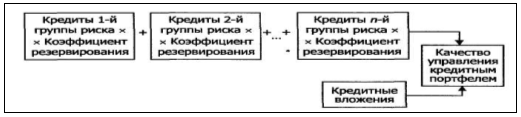 Кредиты 1-й
группы риска ×
× Коэффициент
резервирования
+
Кредиты 2-й
группы риска ×
× Коэффициент
резервирования
+...+
Кредиты n-й
группы риска ×
× Коэффициент
резервирования
Качество
управления
кредитным
портфелем
Кредитные
вложения